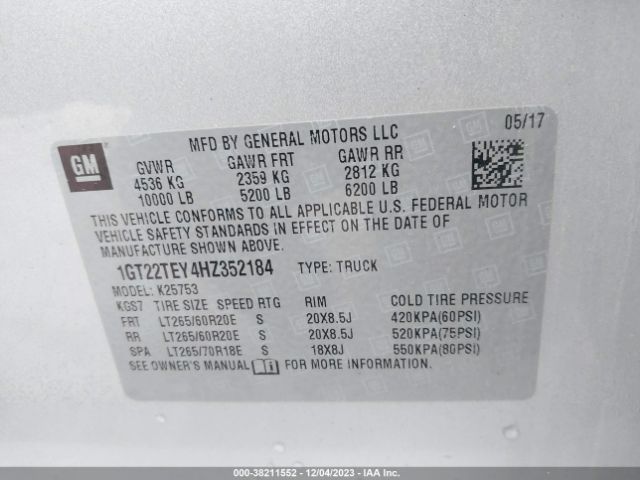 MFD BY GENERAL MOTORS LLC
05/17
GM
GVWR GAWR FRT GAWR RR
4536 KG 2359 KG 2812 KG
10000 LB 5200 LB 6200 LB
THIS VEHICLE CONFORMS TO ALL APPLICABLE U.S. FEDERAL MOTOR
VEHICLE SAFETY STANDARDS IN EFFECT ON THE DATE OF
MANUFACTURE SHOWN ABOVE.
1GT22TEY4HZ352184 TYPE: TRUCK
MODEL: K25753
KGS7 TIRE SIZE SPEED RTG RIM COLD TIRE PRESSURE
FRT LT265/60R20E S 20X8.5J 420KPA(60PSI)
RR LT265/60R20E S 20X8.5J 520KPA(75PSI)
SPA LT265/70R18E S 18X8J 550KPA(80PSI)
SEE OWNER'S MANUAL FOR MORE INFORMATION.
000-38211552 - 12/04/2023 - IAAI.COM